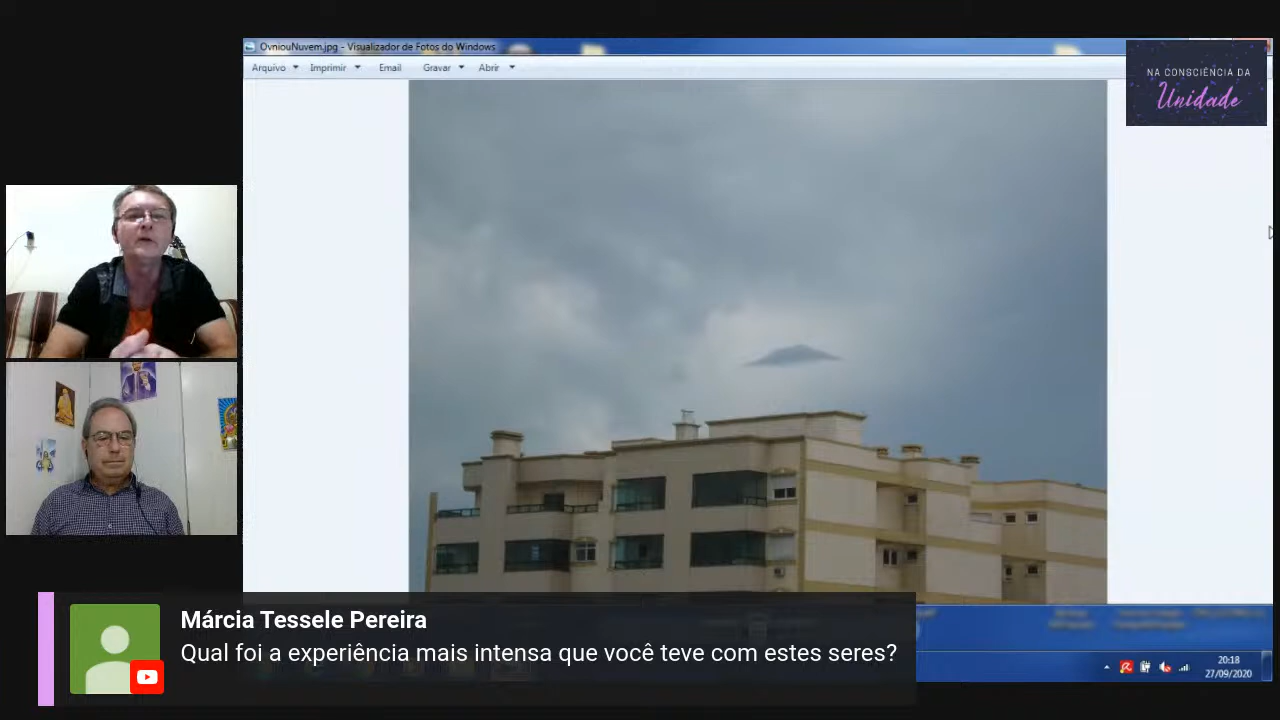 OvniouNuvem.jpg - Visualizador de Fotos do Windows
Arquivo Imprimir Email Gravar Abrir
NA CONSCIÊNCIA DA
Unidade
Márcia Tessele Pereira
Qual foi a experiência mais intensa que você teve com estes seres?
20:18
27/09/2020